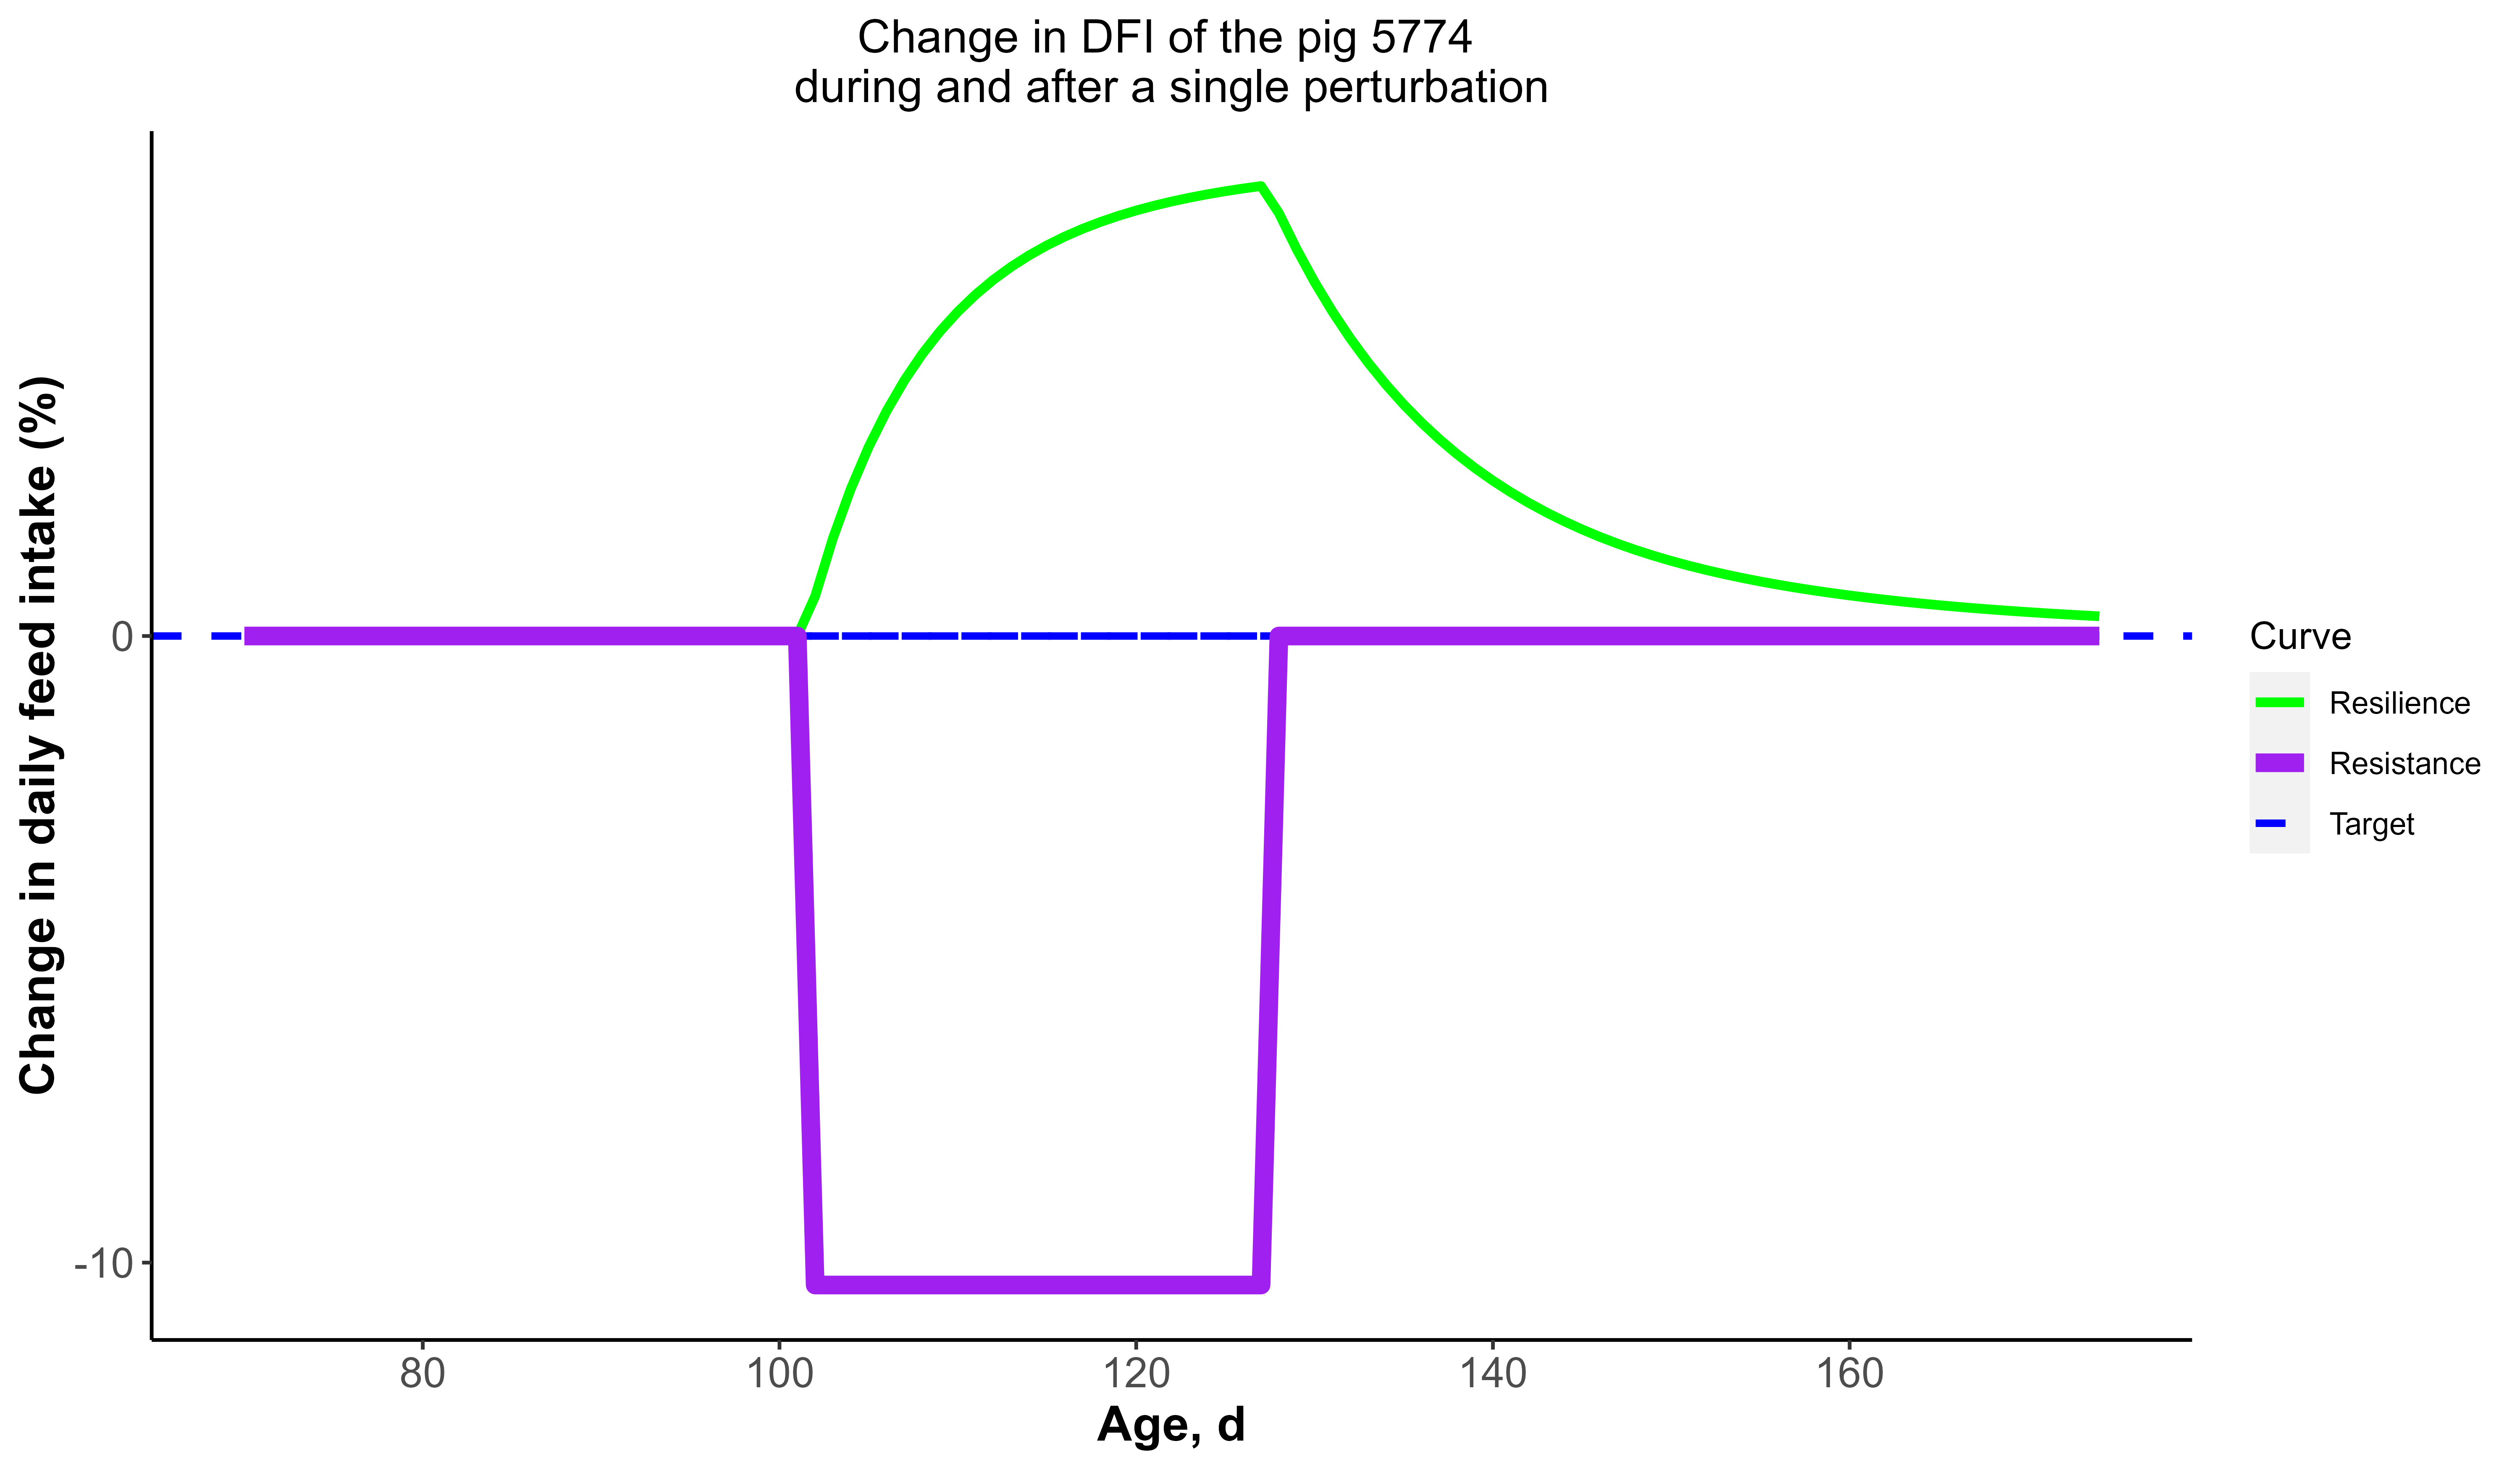 Change in DFI of the pig 5774
during and after a single perturbation
Change in daily feed intake (%)
0
-10
80
100
120
140
160
Age, d
Curve
Resilience
Resistance
Target